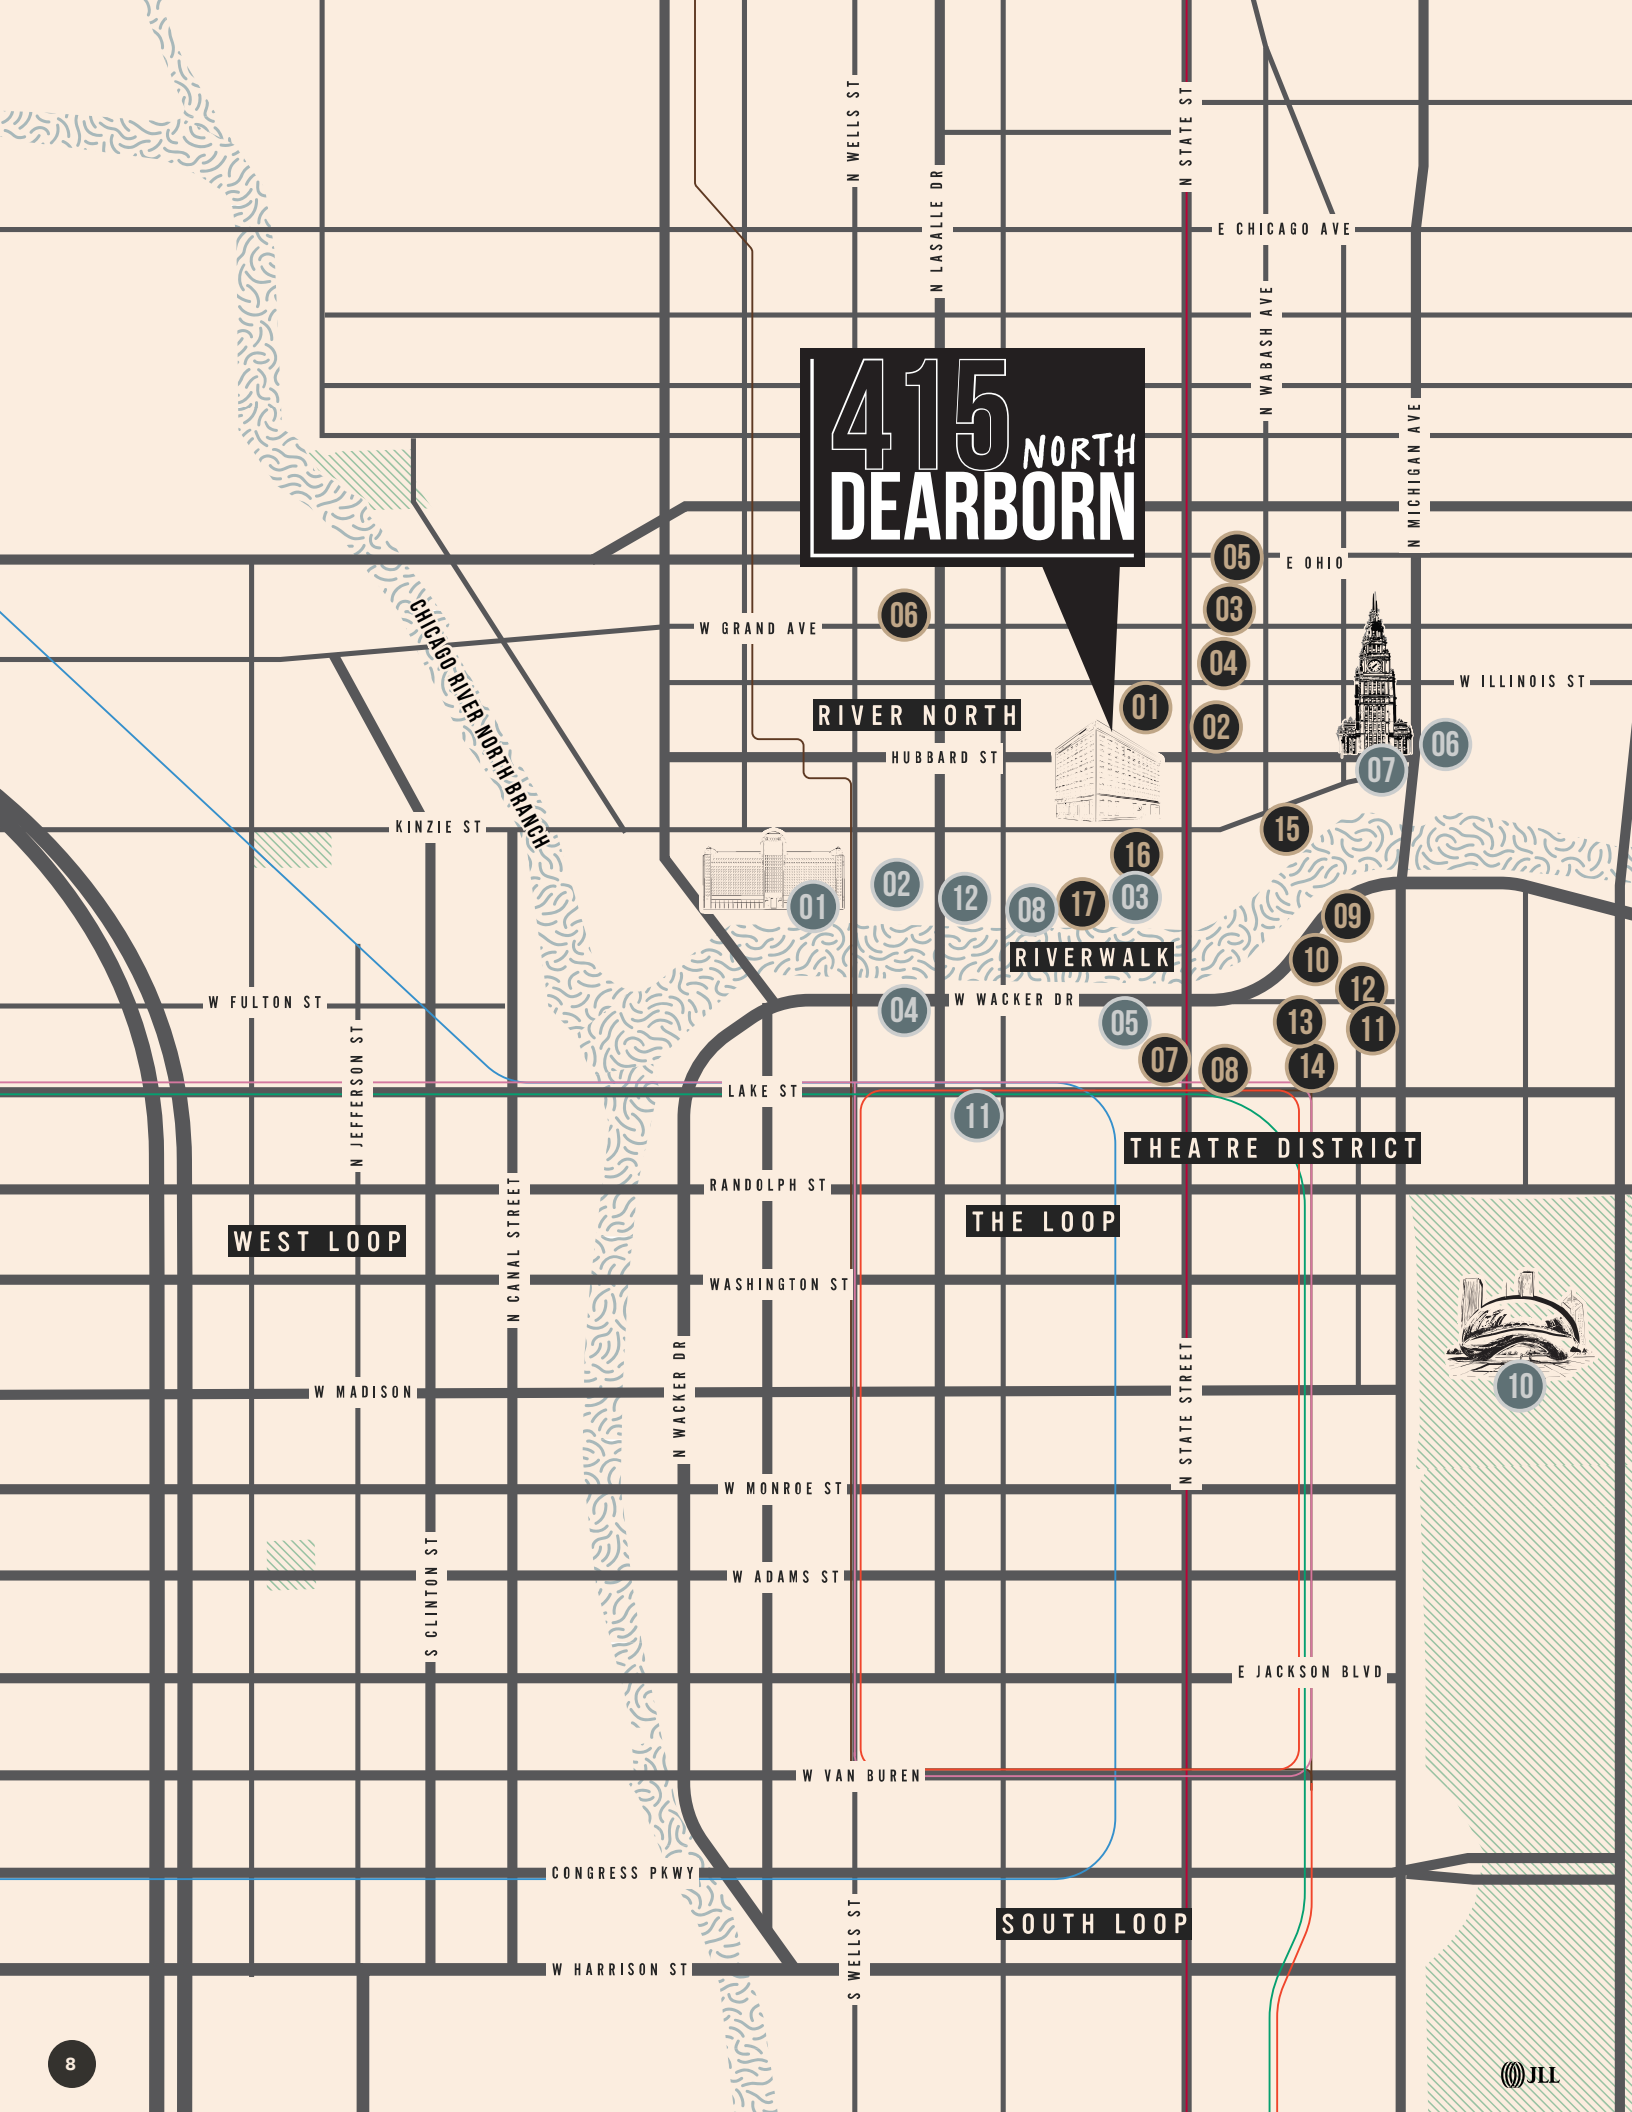 N WELLS ST
N STATE ST
N LASALLE DR
E CHICAGO AVE
N WABASH AVE
415
NORTH
DEARBORN
N MICHIGAN AVE
05
E OHIO
03
06
W GRAND AVE
04
W ILLINOIS ST
CHICAGO RIVER NORTH BRANCH
01
RIVER NORTH
02
06
HUBBARD ST
07
KINZIE ST
15
16
02
12
03
01
08
17
09
RIVERWALK
10
12
W FULTON ST
W WACKER DR
04
05
13
11
N JEFFERSON ST
07
08
14
LAKE ST
11
THEATRE DISTRICT
RANDOLPH ST
N CANAL STREET
WEST LOOP
THE LOOP
WASHINGTON ST
N WACKER DR
W MADISON
10
N STATE STREET
W MONROE ST
W ADAMS ST
S CLINTON ST
E JACKSON BLVD
W VAN BUREN
CONGRESS PKWY
SOUTH LOOP
S WELLS ST
W HARRISON ST
8
JLL